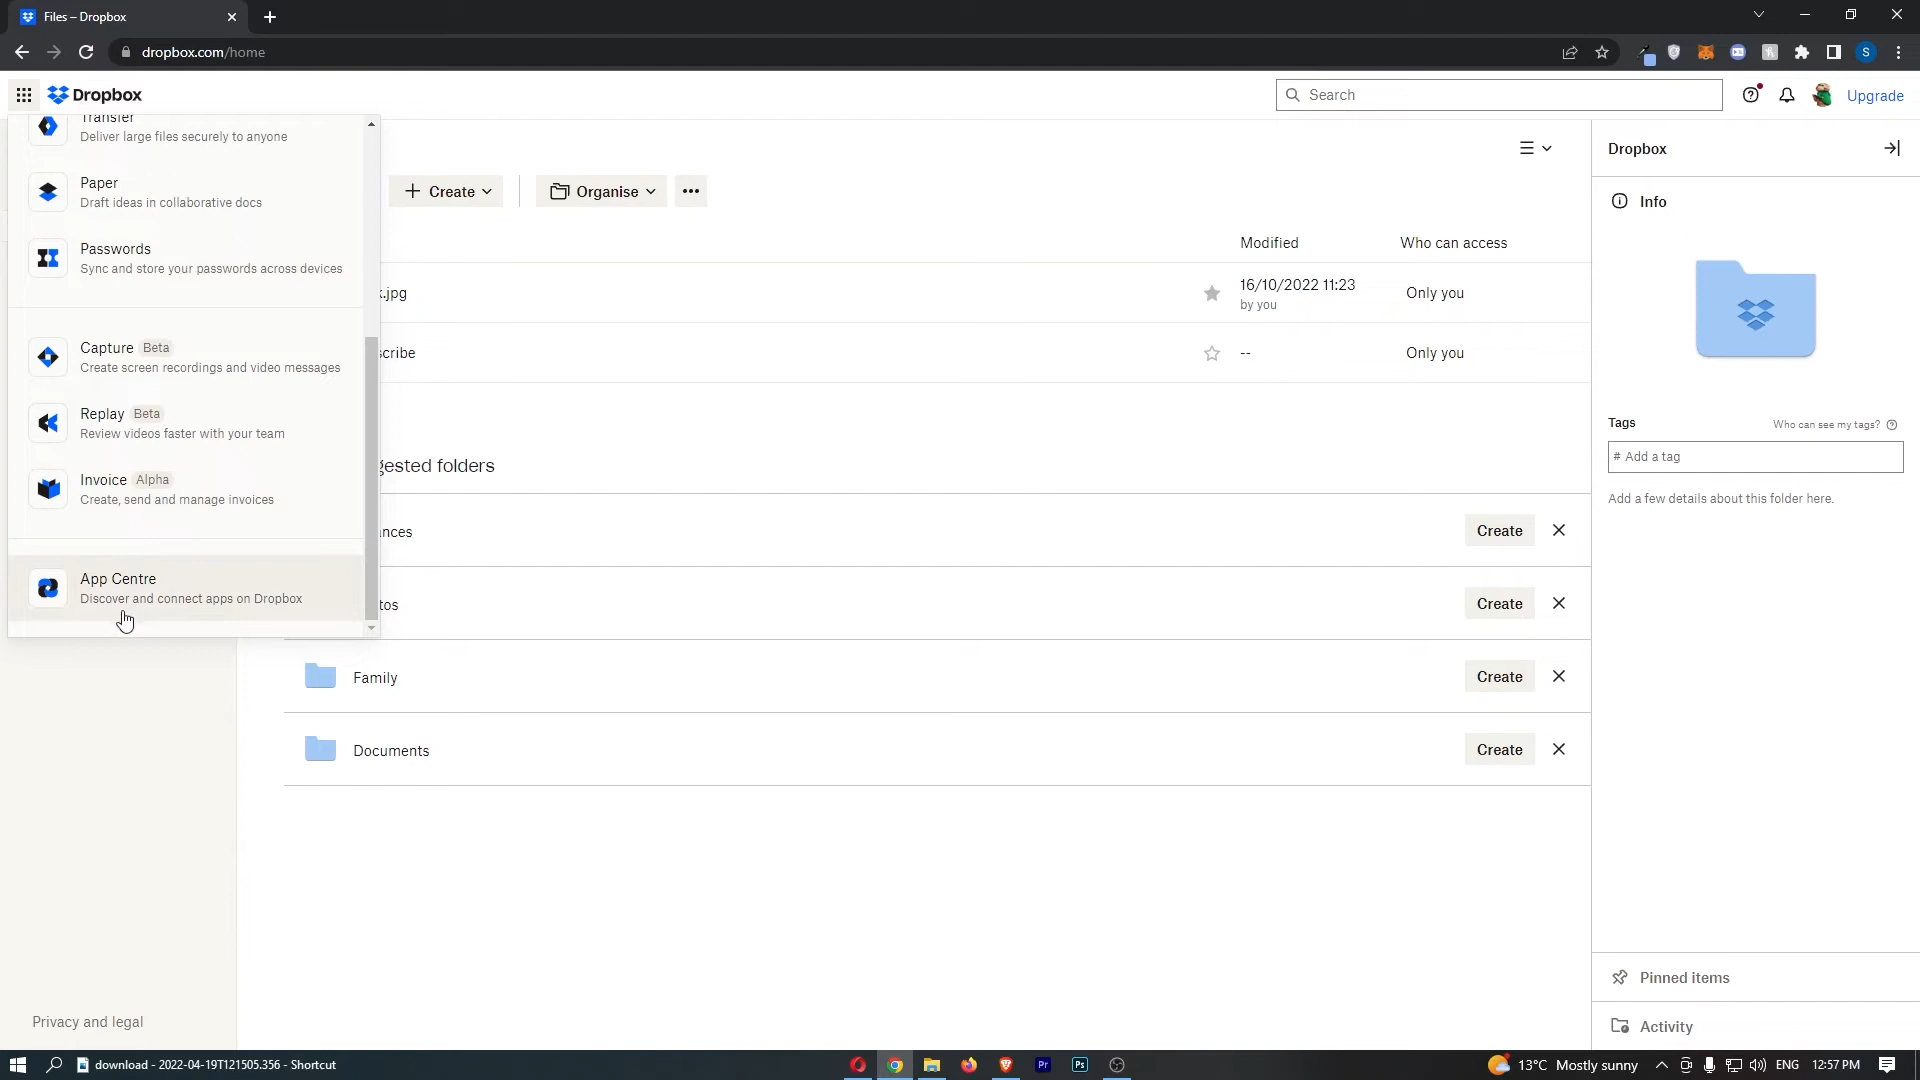 Files – Dropbox
dropbox.com/home
S
Dropbox
Search
Upgrade
Transfer
Deliver large files securely to anyone
Paper
Draft ideas in collaborative docs
Passwords
Sync and store your passwords across devices
Capture Beta
Create screen recordings and video messages
Replay Beta
Review videos faster with your team
Invoice Alpha
Create, send and manage invoices
App Centre
Discover and connect apps on Dropbox
Create
Organise
Modified
Who can access
.jpg
16/10/2022 11:23
by you
Only you
scribe
--
Only you
gested folders
ances
Create
tos
Create
Family
Create
Documents
Create
Dropbox
Info
Tags
Who can see my tags?
# Add a tag
Add a few details about this folder here.
Pinned items
Activity
Privacy and legal
download - 2022-04-19T121505.356 - Shortcut
Pr
Ps
13°C Mostly sunny
ENG
12:57 PM